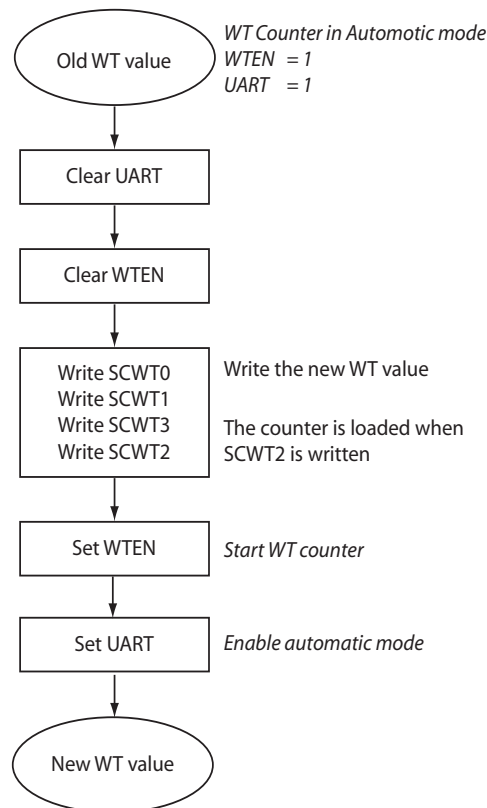 Old WT value
WT Counter in Automotic mode
WTEN = 1
UART = 1
Clear UART
Clear WTEN
Write SCWT0
Write SCWT1
Write SCWT3
Write SCWT2
Write the new WT value
The counter is loaded when
SCWT2 is written
Set WTEN
Start WT counter
Set UART
Enable automatic mode
New WT value